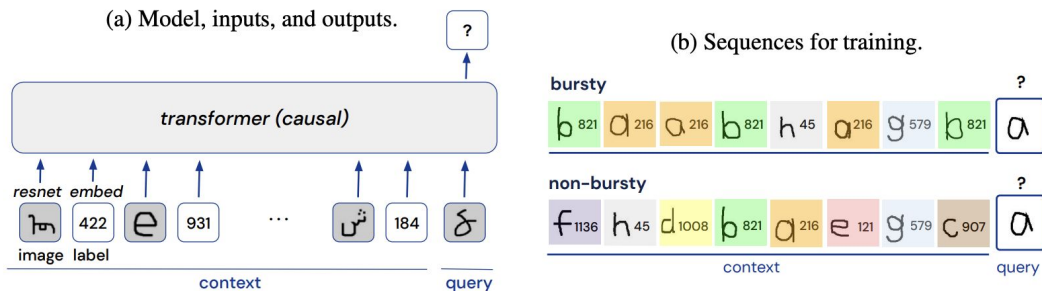 (a) Model, inputs, and outputs.
?
transformer (causal)
resnet embed
e
422 931 ... 184
image label
context query
(b) Sequences for training.
bursty
?
b 821 a 216 a 216 b 821 h 45 a 216 g 579 b 821 a
non-bursty
?
f 1136 h 45 d 1008 b 821 a 216 e 121 g 579 c 907 a
context query